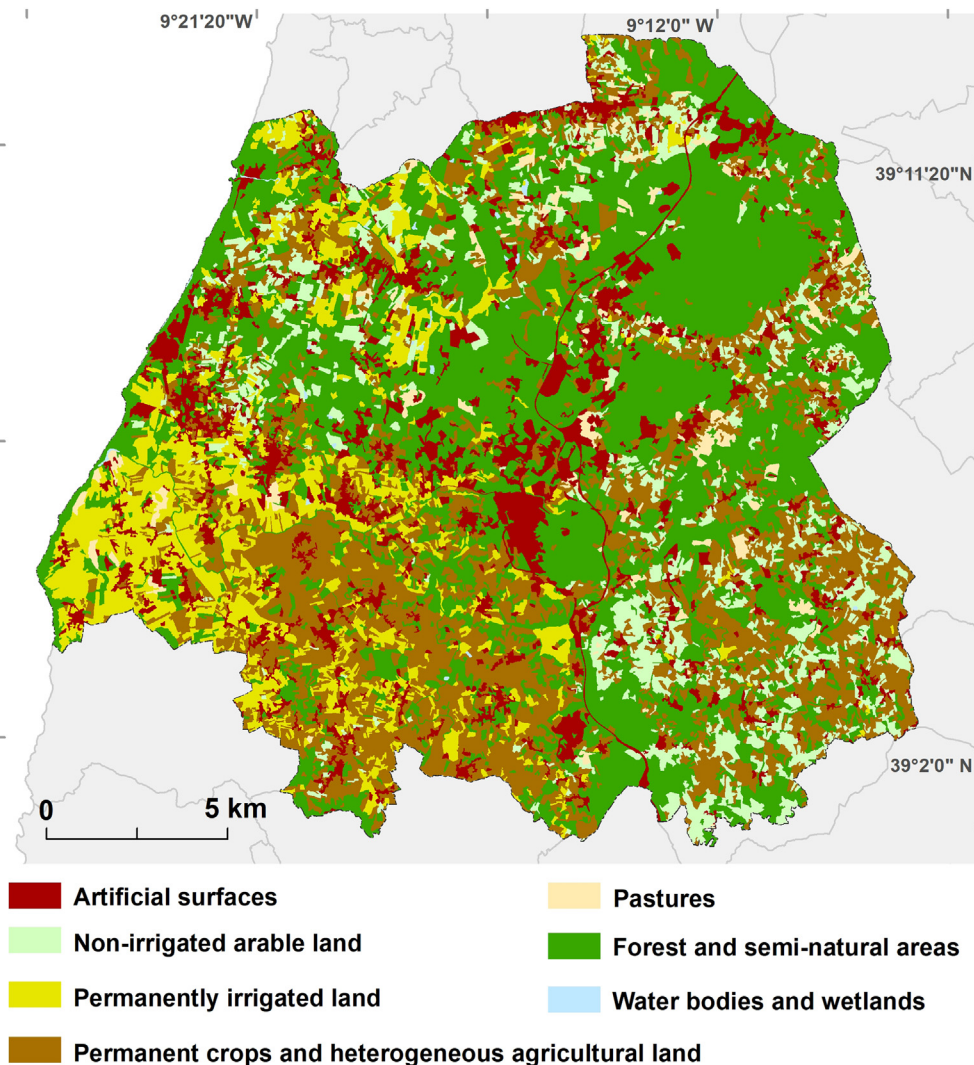 9°21'20"W
9°12'0" W
39°11'20"N
39°2'0" N
0 5 km
Artificial surfaces
Pastures
Non-irrigated arable land
Forest and semi-natural areas
Permanently irrigated land
Water bodies and wetlands
Permanent crops and heterogeneous agricultural land